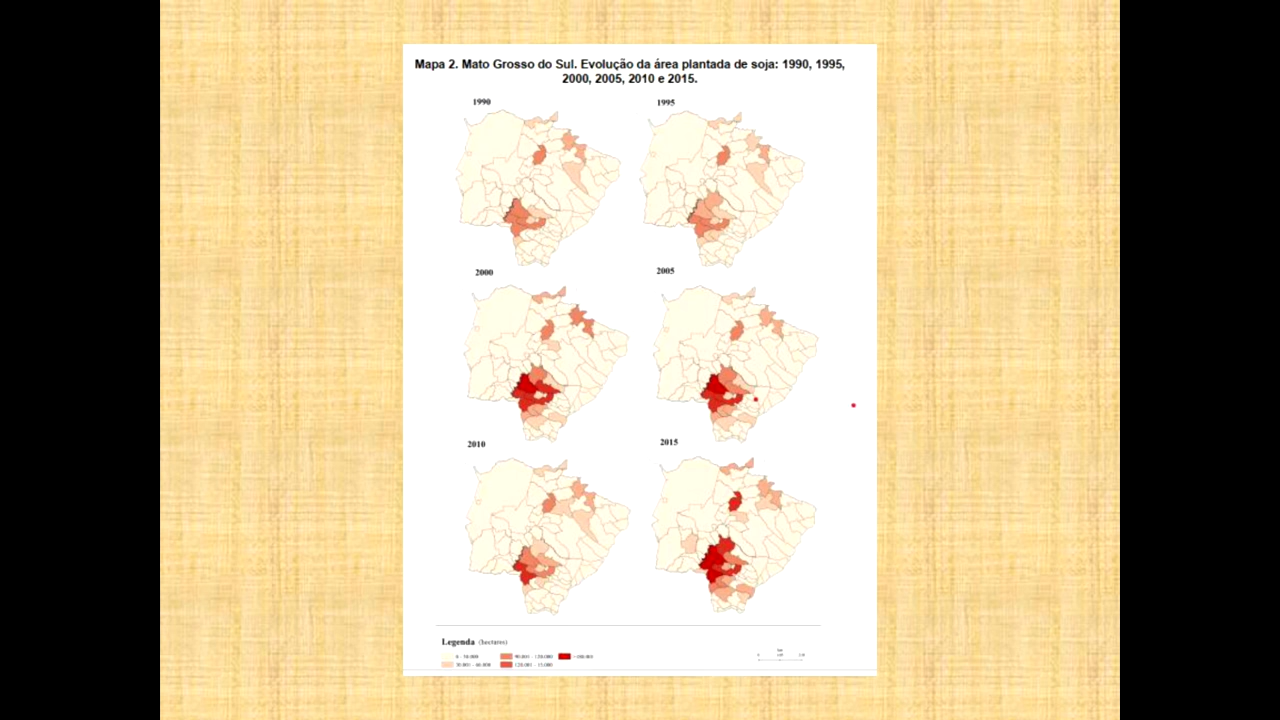 Mapa 2. Mato Grosso do Sul. Evolução da área plantada de soja: 1990, 1995,
2000, 2005, 2010 e 2015.
1990
1995
2000
2005
2010
2015
Legenda (hectares)